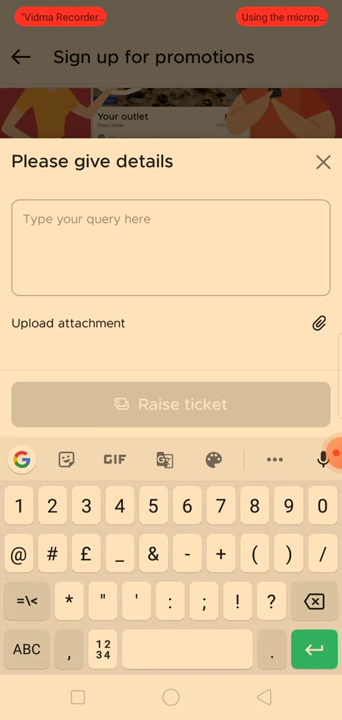 "Vidma Recorder...
Using the microp...
Sign up for promotions
Your outlet
Please give details
Type your query here
Upload attachment
Raise ticket
G GIF G ...
1 2 3 4 5 6 7 8 9 0
@ # £ _ & - + ( ) /
=\< * " ' : ; ! ?
ABC , 12 34 .